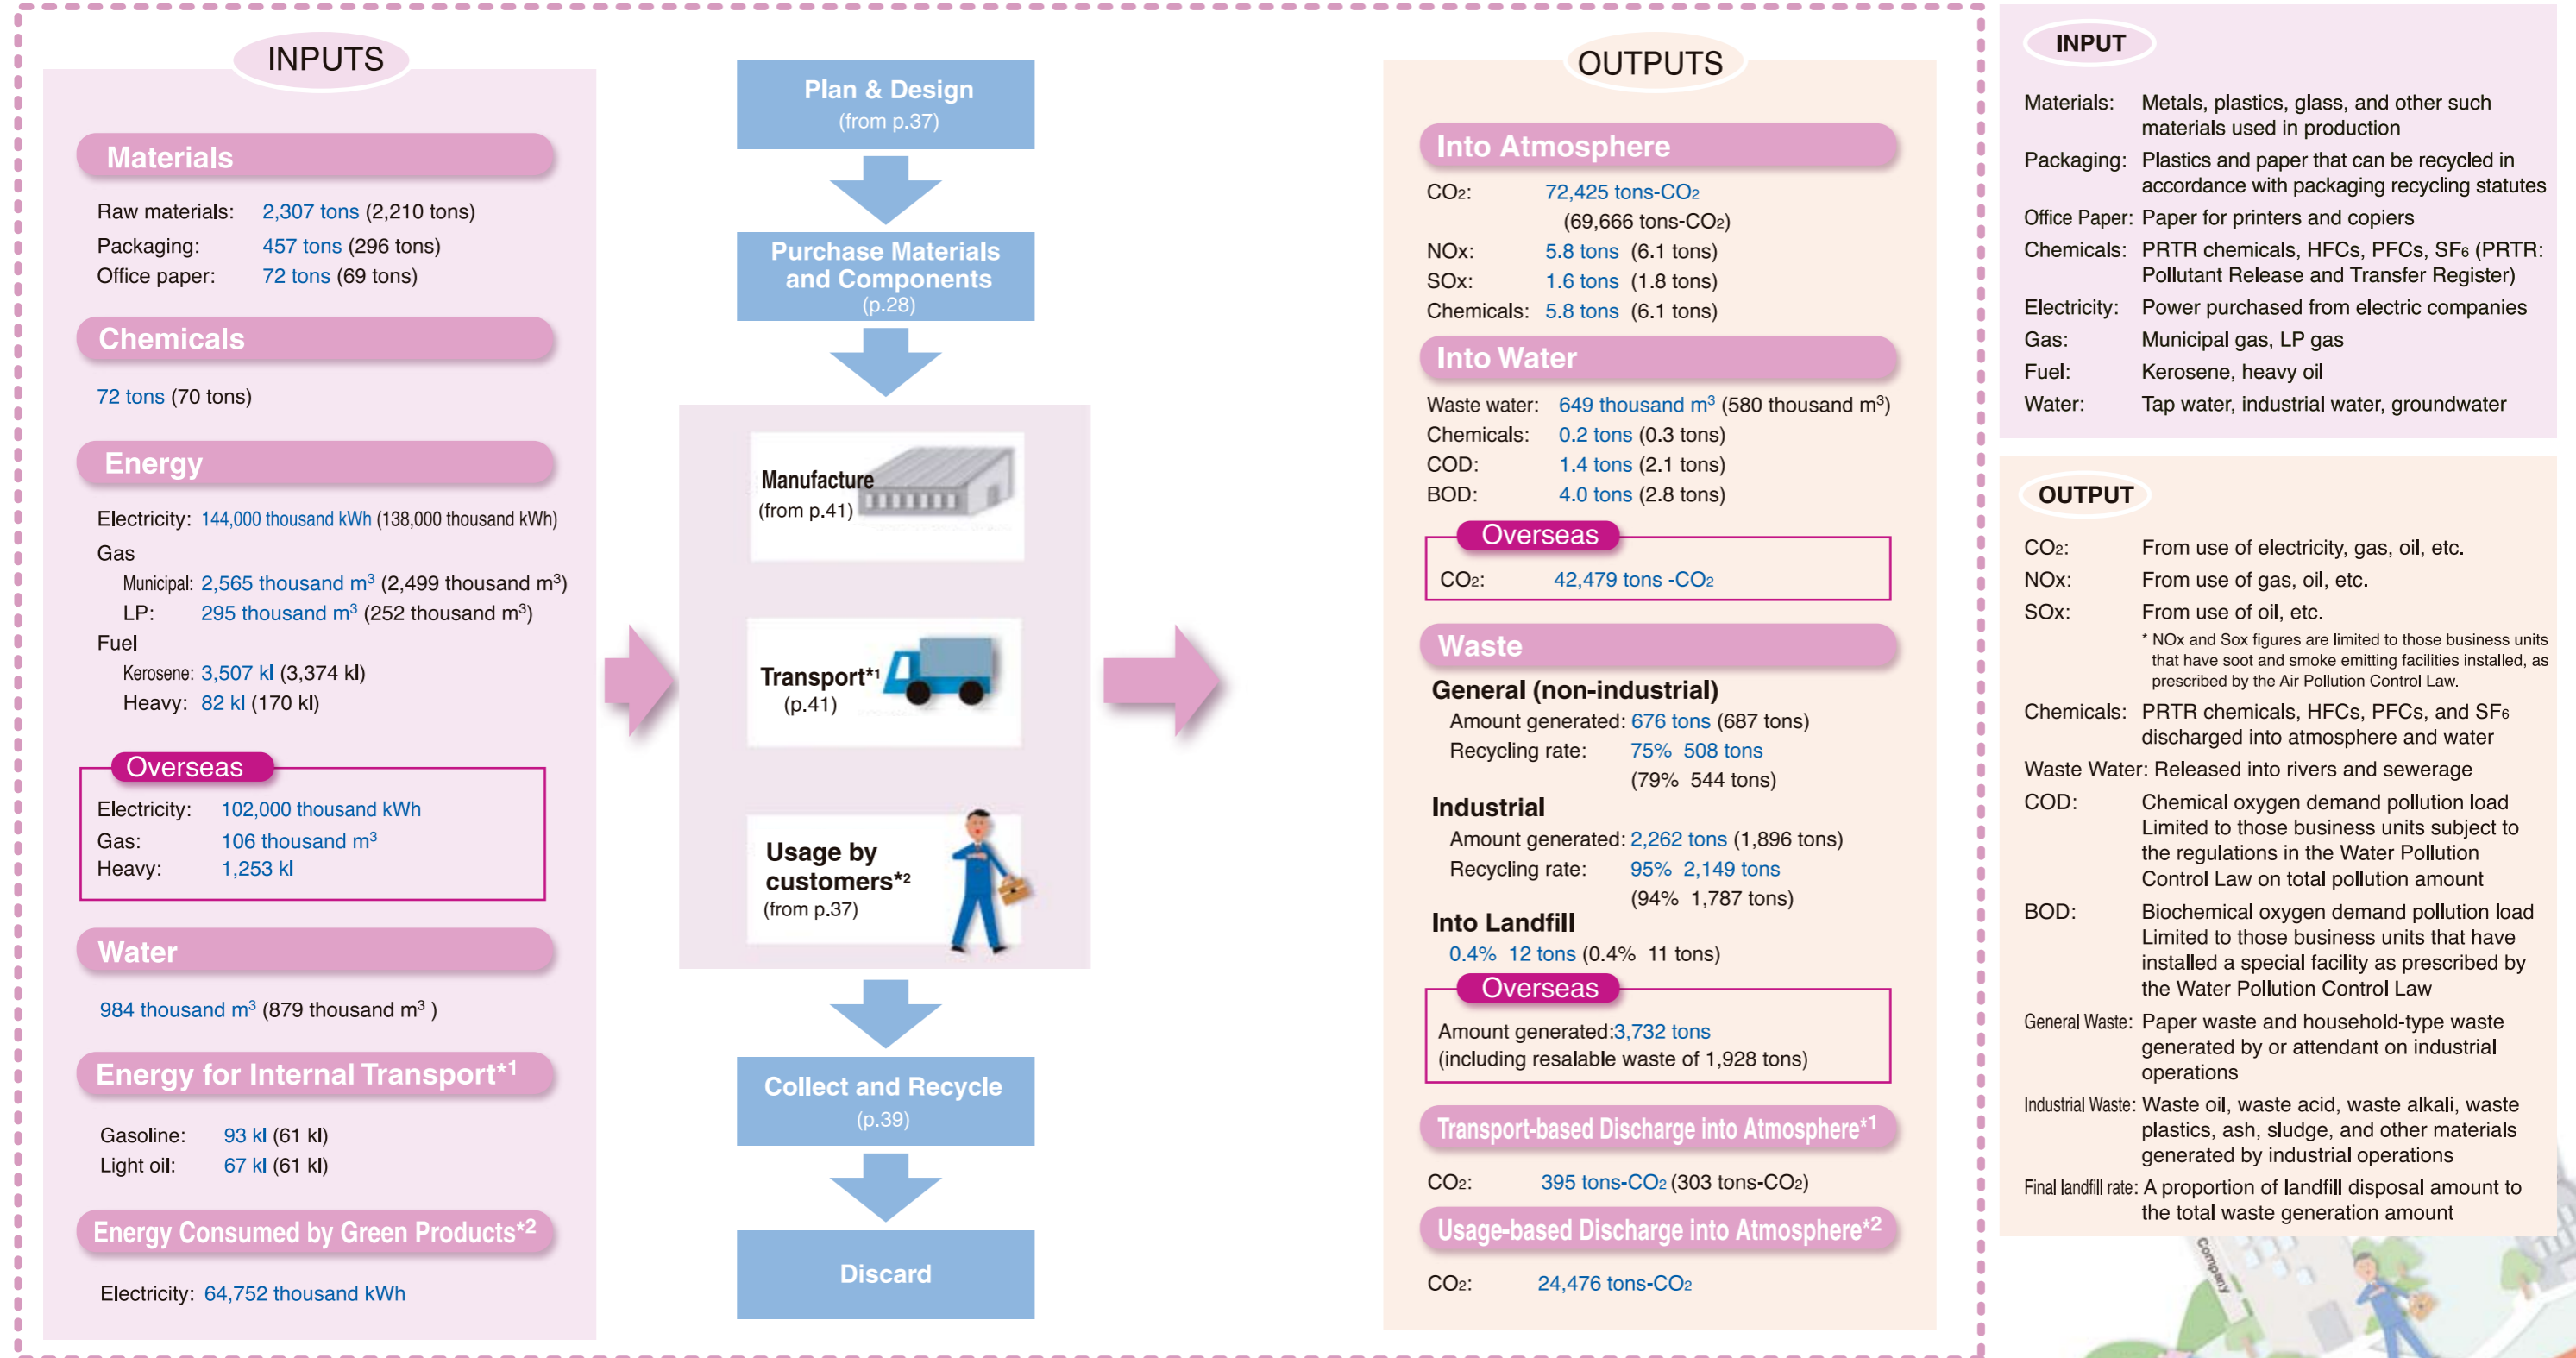 INPUTS
Materials
Raw materials: 2,307 tons (2,210 tons)
Packaging: 457 tons (296 tons)
Office paper: 72 tons (69 tons)
Chemicals
72 tons (70 tons)
Energy
Electricity: 144,000 thousand kWh (138,000 thousand kWh)
Gas
Municipal: 2,565 thousand m³ (2,499 thousand m³)
LP: 295 thousand m³ (252 thousand m³)
Fuel
Kerosene: 3,507 kl (3,374 kl)
Heavy: 82 kl (170 kl)
Overseas
Electricity: 102,000 thousand kWh
Gas: 106 thousand m³
Heavy: 1,253 kl
Water
984 thousand m³ (879 thousand m³ )
Energy for Internal Transport*1
Gasoline: 93 kl (61 kl)
Light oil: 67 kl (61 kl)
Energy Consumed by Green Products*2
Electricity: 64,752 thousand kWh
Plan & Design
(from p.37)
Purchase Materials
and Components
(p.28)
Manufacture
(from p.41)
Transport*1
(p.41)
Usage by
customers*2
(from p.37)
Collect and Recycle
(p.39)
Discard
OUTPUTS
Into Atmosphere
CO2: 72,425 tons-CO2
(69,666 tons-CO2)
NOx: 5.8 tons (6.1 tons)
SOx: 1.6 tons (1.8 tons)
Chemicals: 5.8 tons (6.1 tons)
Into Water
Waste water: 649 thousand m³ (580 thousand m³)
Chemicals: 0.2 tons (0.3 tons)
COD: 1.4 tons (2.1 tons)
BOD: 4.0 tons (2.8 tons)
Overseas
CO2: 42,479 tons -CO2
Waste
General (non-industrial)
Amount generated: 676 tons (687 tons)
Recycling rate: 75% 508 tons
(79% 544 tons)
Industrial
Amount generated: 2,262 tons (1,896 tons)
Recycling rate: 95% 2,149 tons
(94% 1,787 tons)
Into Landfill
0.4% 12 tons (0.4% 11 tons)
Overseas
Amount generated:3,732 tons
(including resalable waste of 1,928 tons)
Transport-based Discharge into Atmosphere*1
CO2: 395 tons-CO2 (303 tons-CO2)
Usage-based Discharge into Atmosphere*2
CO2: 24,476 tons-CO2
INPUT
Materials: Metals, plastics, glass, and other such
materials used in production
Packaging: Plastics and paper that can be recycled in
accordance with packaging recycling statutes
Office Paper: Paper for printers and copiers
Chemicals: PRTR chemicals, HFCs, PFCs, SF6 (PRTR:
Pollutant Release and Transfer Register)
Electricity: Power purchased from electric companies
Gas: Municipal gas, LP gas
Fuel: Kerosene, heavy oil
Water: Tap water, industrial water, groundwater
OUTPUT
CO2: From use of electricity, gas, oil, etc.
NOx: From use of gas, oil, etc.
SOx: From use of oil, etc.
* NOx and Sox figures are limited to those business units
that have soot and smoke emitting facilities installed, as
prescribed by the Air Pollution Control Law.
Chemicals: PRTR chemicals, HFCs, PFCs, and SF6
discharged into atmosphere and water
Waste Water: Released into rivers and sewerage
COD: Chemical oxygen demand pollution load
Limited to those business units subject to
the regulations in the Water Pollution
Control Law on total pollution amount
BOD: Biochemical oxygen demand pollution load
Limited to those business units that have
installed a special facility as prescribed by
the Water Pollution Control Law
General Waste: Paper waste and household-type waste
generated by or attendant on industrial
operations
Industrial Waste: Waste oil, waste acid, waste alkali, waste
plastics, ash, sludge, and other materials
generated by industrial operations
Final landfill rate: A proportion of landfill disposal amount to
the total waste generation amount
Company